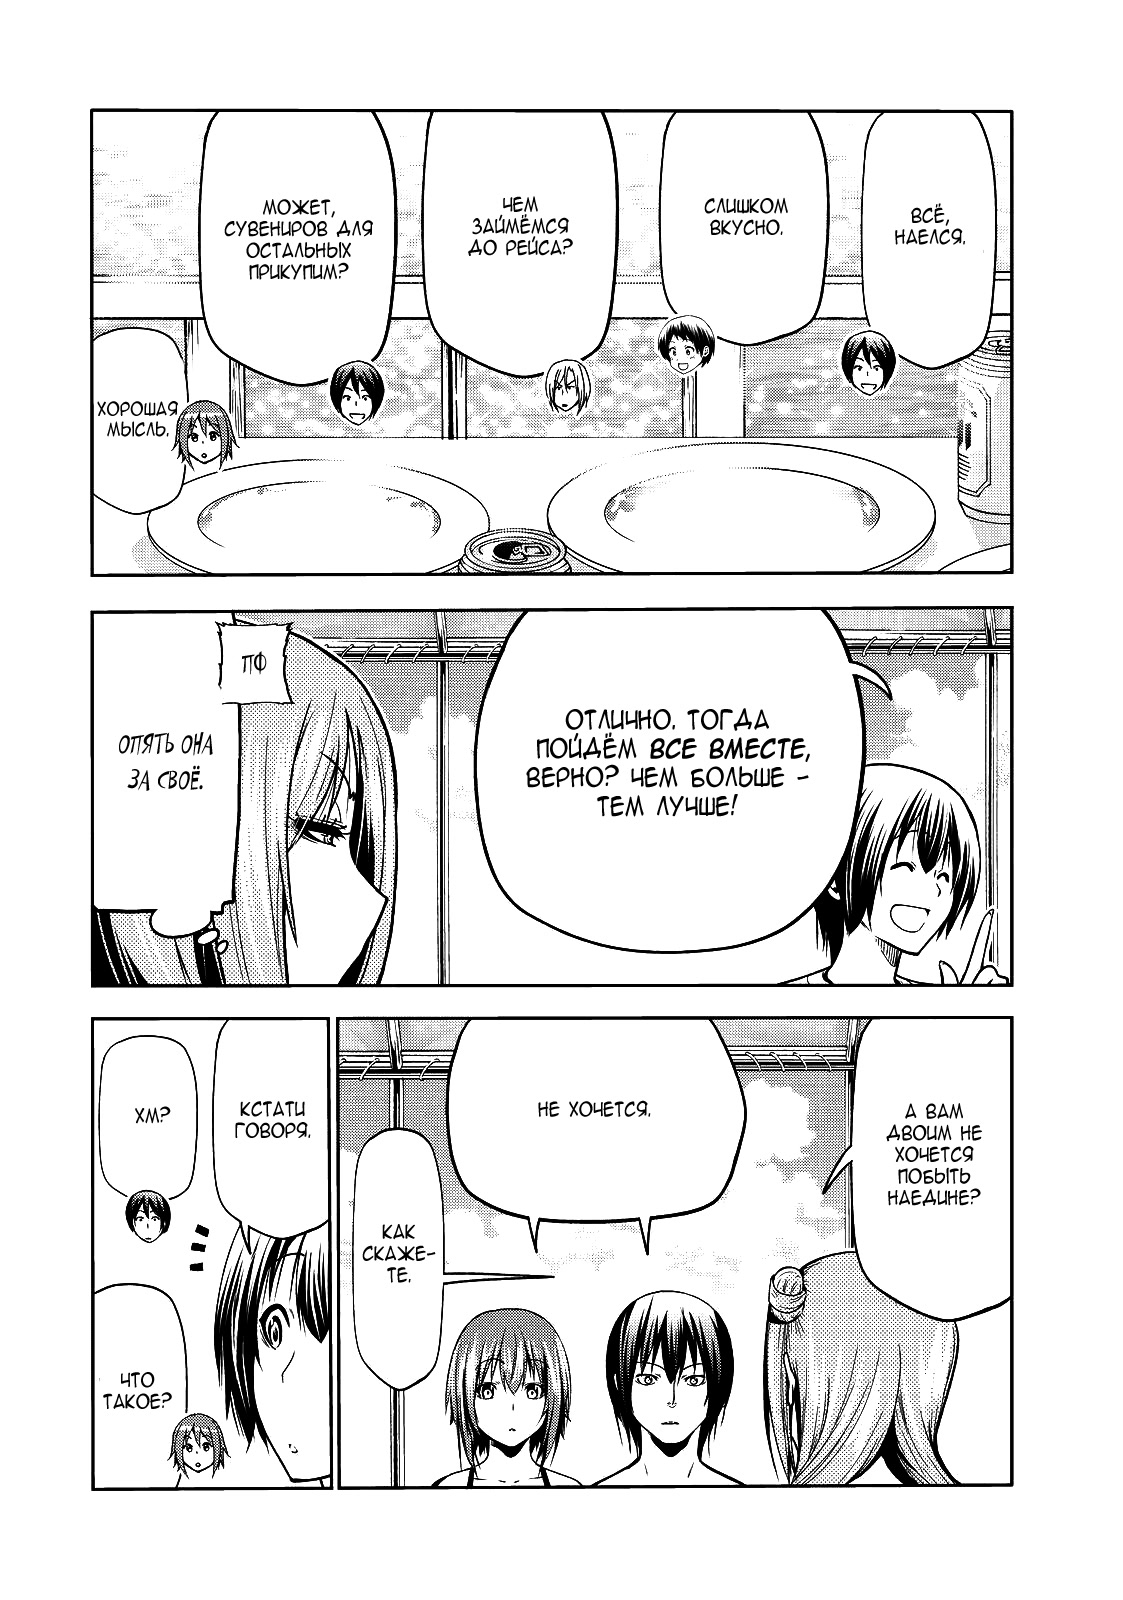 ВСЁ,
НАЕЛСЯ.
СЛИШКОМ
ВКУСНО.
ЧЕМ
ЗАЙМЁМСЯ
ДО РЕЙСА?
МОЖЕТ,
СУВЕНИРОВ ДЛЯ
ОСТАЛЬНЫХ
ПРИКУПИМ?
ХОРОШАЯ
МЫСЛЬ.
ОТЛИЧНО. ТОГДА
ПОЙДЁМ ВСЕ ВМЕСТЕ,
ВЕРНО? ЧЕМ БОЛЬШЕ –
ТЕМ ЛУЧШЕ!
ПФ
ОПЯТЬ ОНА
ЗА СВОЁ.
А ВАМ
ДВОИМ НЕ
ХОЧЕТСЯ
ПОБЫТЬ
НАЕДИНЕ?
НЕ ХОЧЕТСЯ.
КАК
СКАЖЕ-
ТЕ.
КСТАТИ
ГОВОРЯ.
ХМ?
ЧТО
ТАКОЕ?